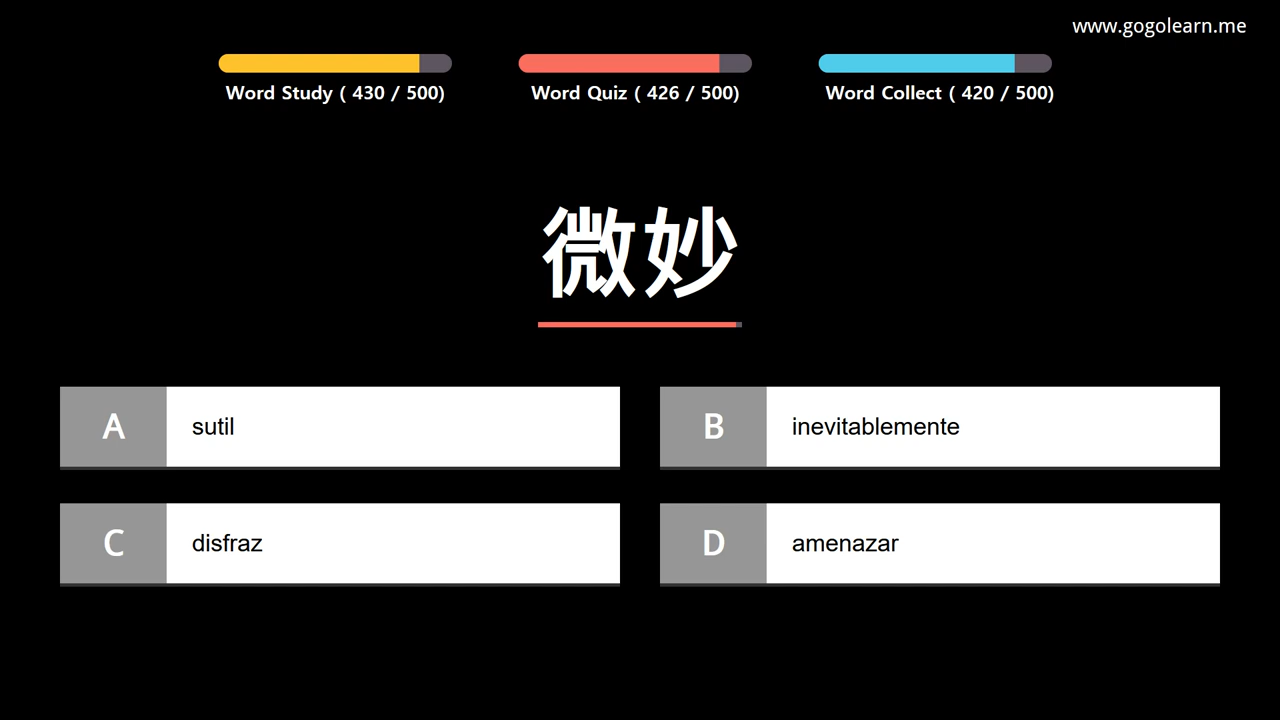 www.gogolearn.me
Word Study ( 430 / 500)
Word Quiz ( 426 / 500)
Word Collect ( 420 / 500)
微妙
A sutil
B inevitablemente
C disfraz
D amenazar